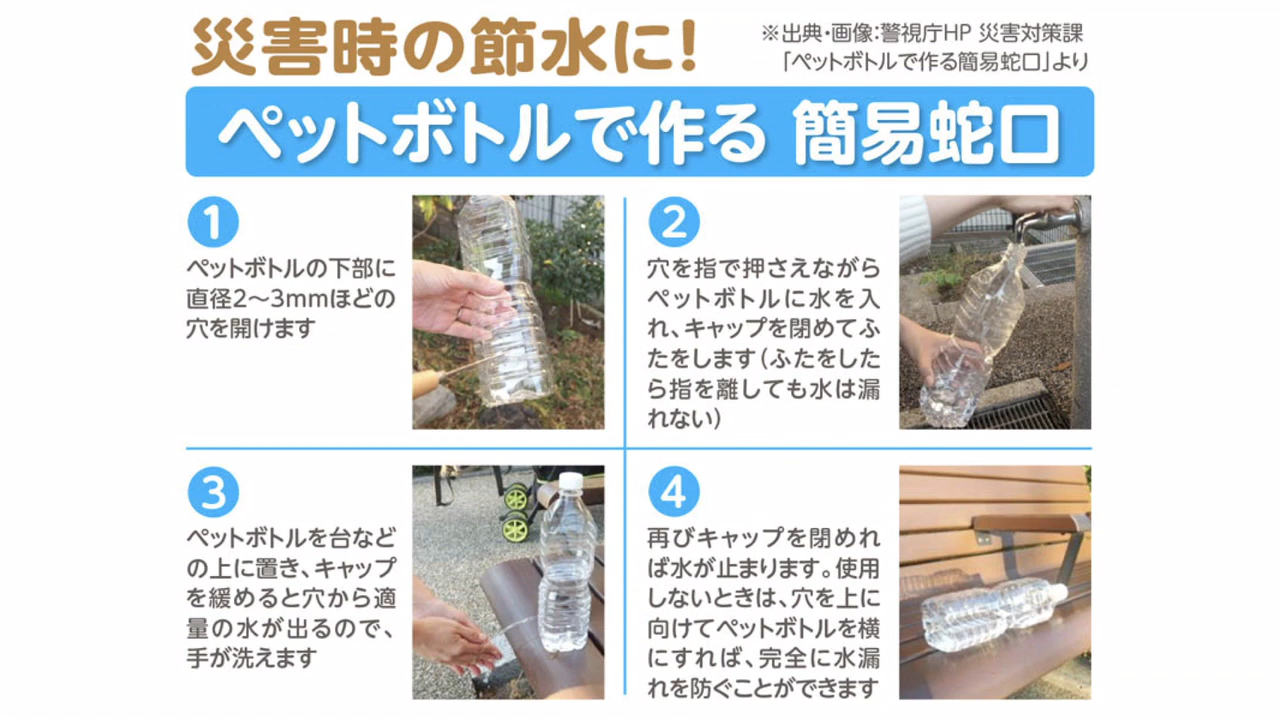 災害時の節水に!
※出典・画像:警視庁HP 災害対策課
「ペットボトルで作る簡易蛇口」より
ペットボトルで作る 簡易蛇口
1
ペットボトルの下部に
直径2〜3mmほどの
穴を開けます
2
穴を指で押さえながら
ペットボトルに水を入
れ、キャップを閉めてふ
たをします(ふたをした
ら指を離しても水は漏
れない)
3
ペットボトルを台など
の上に置き、キャップ
を緩めると穴から適
量の水が出るので、
手が洗えます
4
再びキャップを閉めれ
ば水が止まります。使用
しないときは、穴を上に
向けてペットボトルを横
にすれば、完全に水漏
れを防ぐことができます